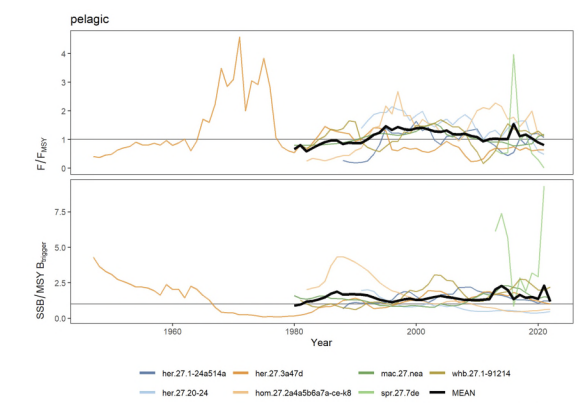 pelagic
F/FMSY
4
3
2
1
0
SSB/MSY Btrigger
7.5
5.0
2.5
0.0
1960
1980
2000
2020
Year
her.27.1-24a514a her.27.3a47d mac.27.nea whb.27.1-91214
her.27.20-24 hom.27.2a4a5b6a7a-ce-k8 spr.27.7de MEAN